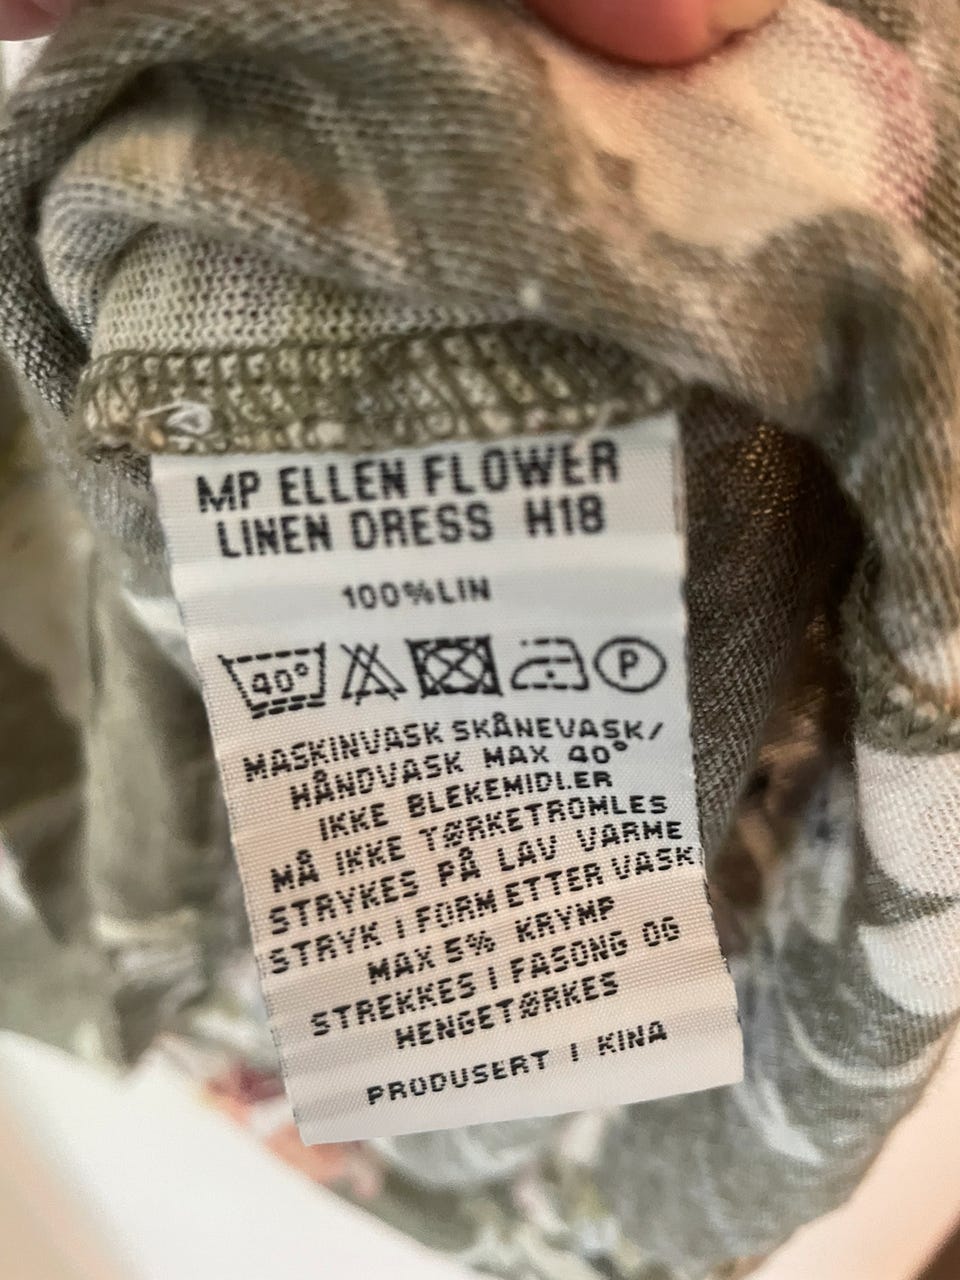 MP ELLEN FLOWER
LINEN DRESS H18
100%LIN
40° P
MASKINVASK SKÅNEVASK/
HÅNDVASK MAX 40°
IKKE BLEKEMIDLER
MÅ IKKE TØRKETROMLES
STRYKES PÅ LAV VARME
STRYK I FORM ETTER VASK
MAX 5% KRYMP
STREKKES I FASONG OG
HENGETØRKES
PRODUSERT I KINA